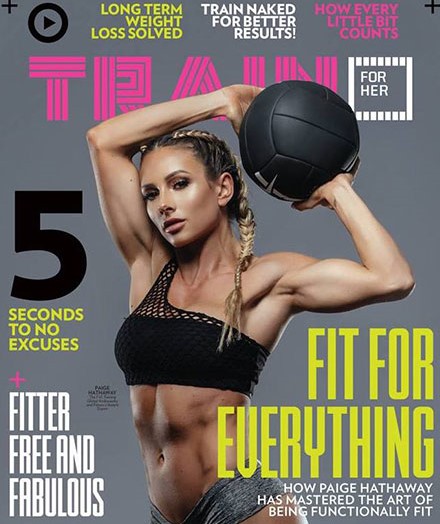 LONG TERM
WEIGHT
LOSS SOLVED
TRAIN NAKED
FOR BETTER
RESULTS!
HOW EVERY
LITTLE BIT
COUNTS
TRAIN
FOR
HER
5
SECONDS
TO NO
EXCUSES
+
FITTER
FREE AND
FABULOUS
PAIGE
HATHAWAY
FIT FOR
EVERYTHING
HOW PAIGE HATHAWAY
HAS MASTERED THE ART OF
BEING FUNCTIONALLY FIT